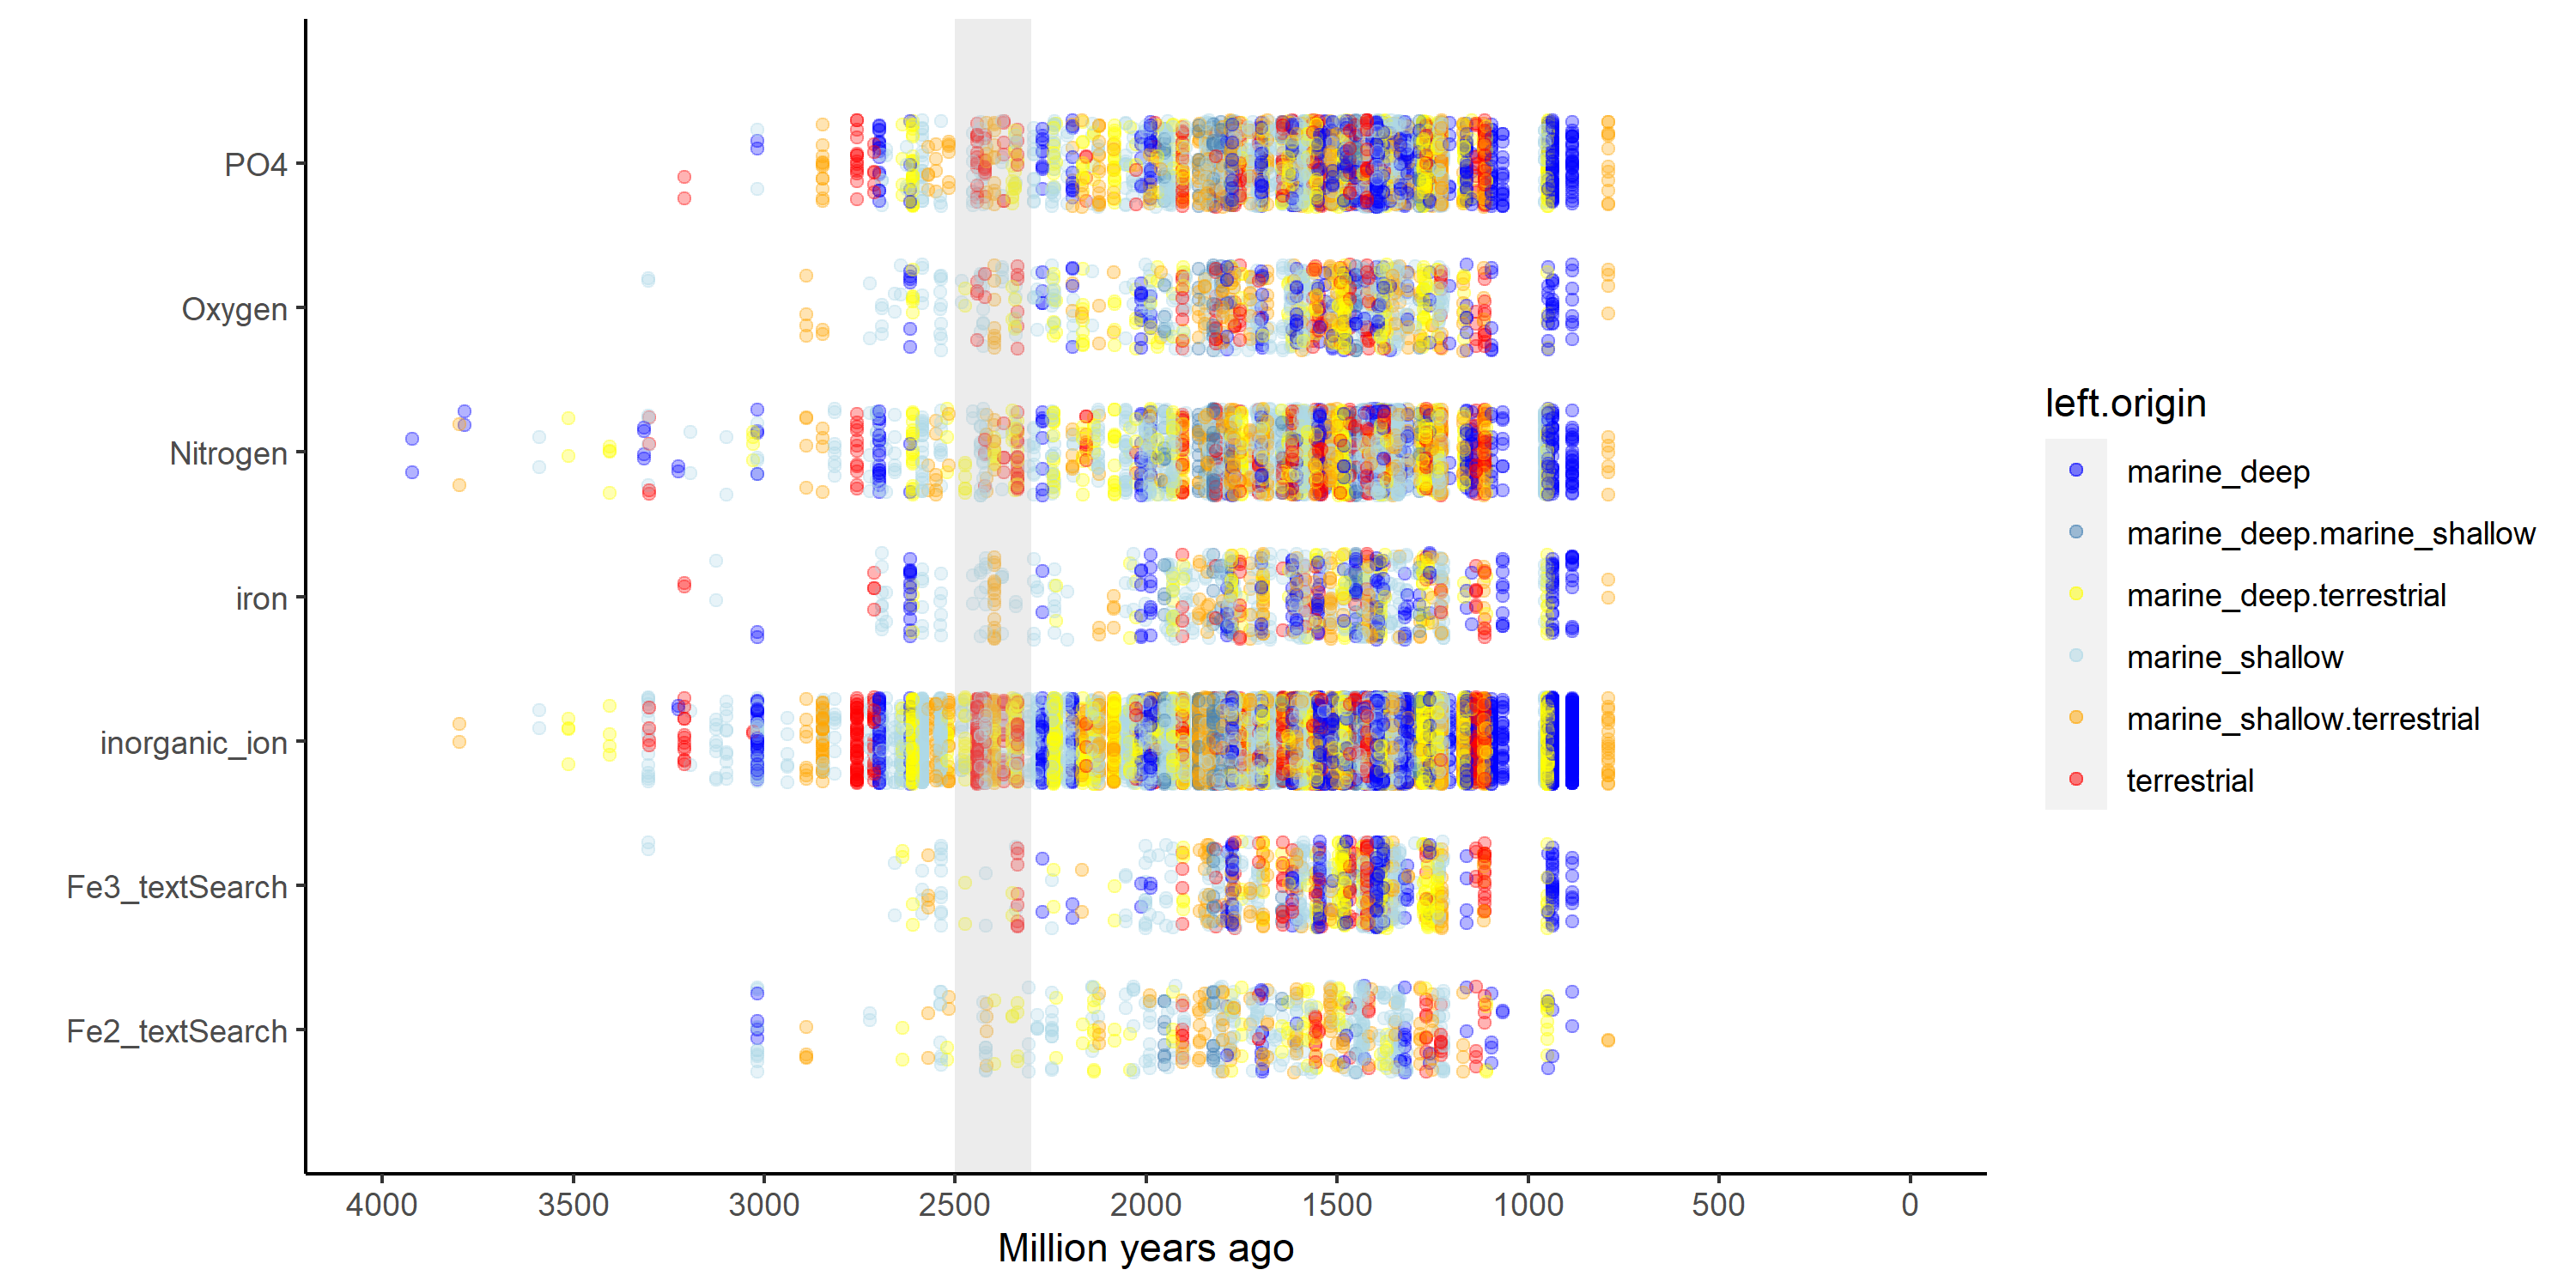 PO4
Oxygen
Nitrogen
iron
inorganic_ion
Fe3_textSearch
Fe2_textSearch
4000 3500 3000 2500 2000 1500 1000 500 0
Million years ago
left.origin
marine_deep
marine_deep.marine_shallow
marine_deep.terrestrial
marine_shallow
marine_shallow.terrestrial
terrestrial